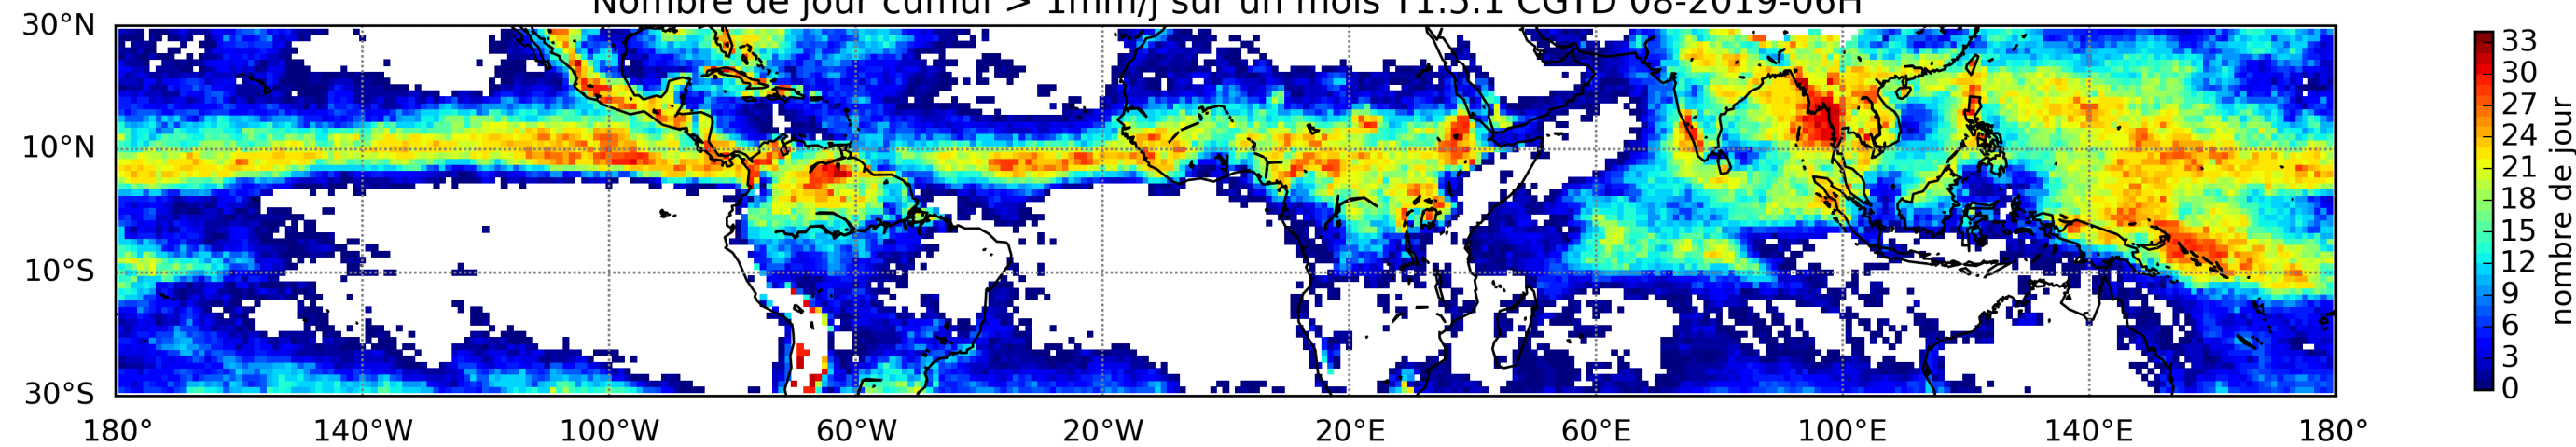 Nombre de jour cumul > 1mm/j sur un mois T1.5.1 CGTD 08-2019-06H
30°N
10°N
10°S
30°S
180° 140°W 100°W 60°W 20°W 20°E 60°E 100°E 140°E 180°
33
30
27
24
21
18
15
12
9
6
3
0
nombre de jour